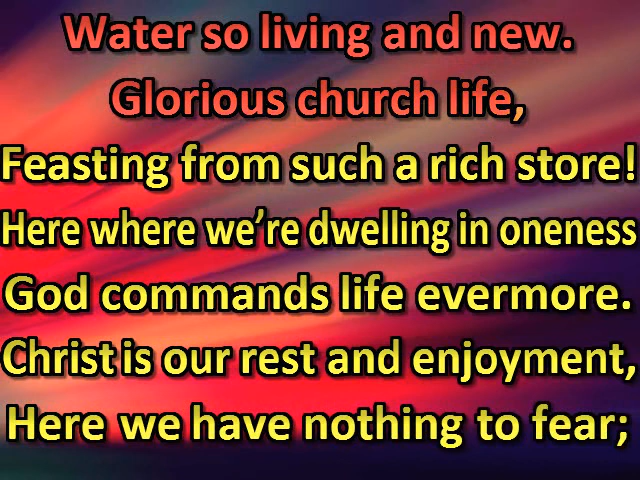 Water so living and new.
Glorious church life,
Feasting from such a rich store!
Here where we’re dwelling in oneness
God commands life evermore.
Christ is our rest and enjoyment,
Here we have nothing to fear;